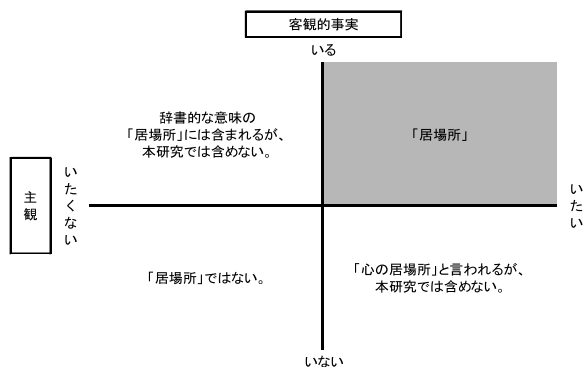 客観的事実
いる
辞書的な意味の
「居場所」には含まれるが、
本研究では含めない。
「居場所」
主観
いたくない
いたい
「居場所」ではない。
「心の居場所」と言われるが、
本研究では含めない。
いない